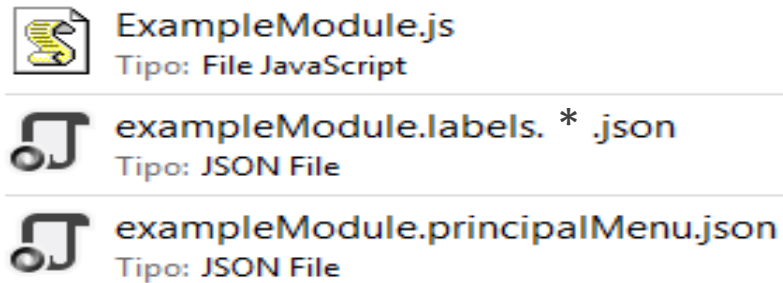 ExampleModule.js
Tipo: File JavaScript
exampleModule.labels. * .json
Tipo: JSON File
exampleModule.principalMenu.json
Tipo: JSON File